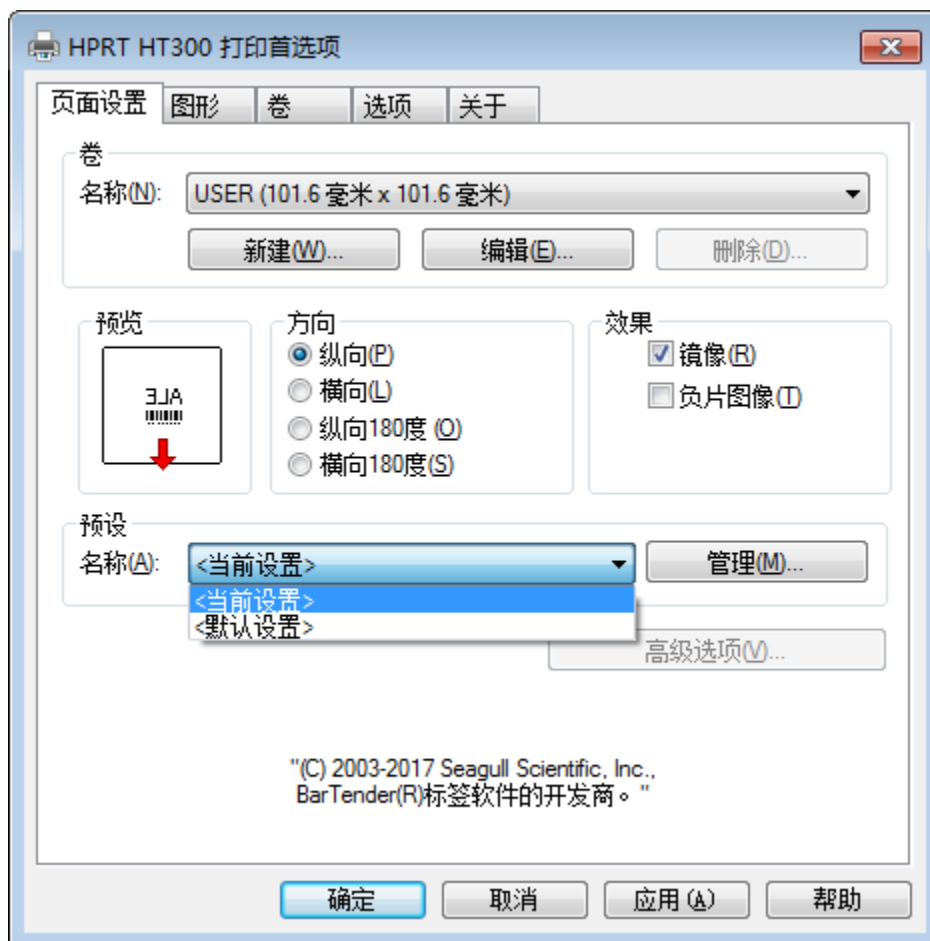 HPRT HT300 打印首选项
页面设置 图形 卷 选项 关于
卷
名称(N): USER (101.6 毫米 x 101.6 毫米)
新建(W)... 编辑(E)... 删除(D)...
预览 方向 效果
纵向(P) 镜像(R)
横向(L) 负片图像(T)
纵向180度 (O)
横向180度(S)
ALE
预设
名称(A): <当前设置> 管理(M)...
<当前设置>
<默认设置>
高级选项(V)...
"(C) 2003-2017 Seagull Scientific, Inc.,
BarTender(R)标签软件的开发商。"
确定 取消 应用 (A) 帮助